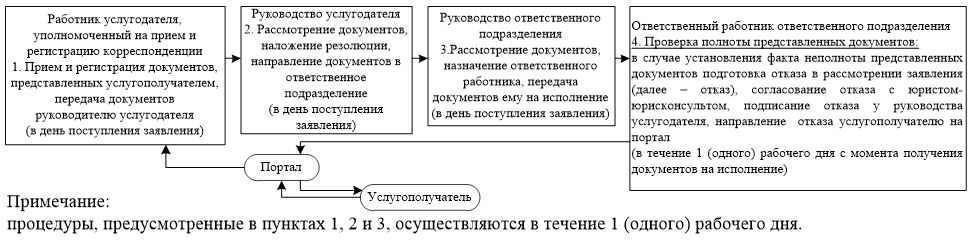 Работник услугодателя,
уполномоченный на прием и
регистрацию корреспонденции
1. Прием и регистрация документов,
представленных услугополучателем,
передача документов
руководителю услугодателя
(в день поступления заявления)
Руководство услугодателя
2. Рассмотрение документов,
наложение резолюции,
направление документов в
ответственное
подразделение
(в день поступления
заявления)
Руководство ответственного
подразделения
3.Рассмотрение документов,
назначение ответственного
работника, передача
документов ему на исполнение
(в день поступления заявления)
Ответственный работник ответственного подразделения
4. Проверка полноты представленных документов:
в случае установления факта неполноты представленных
документов подготовка отказа в рассмотрении заявления
(далее – отказ), согласование отказа с юристом-
юрисконсультом, подписание отказа у руководства
услугодателя, направление отказа услугополучателю на
портал
(в течение 1 (одного) рабочего дня с момента получения
документов на исполнение)
Портал
Услугополучатель
Примечание:
процедуры, предусмотренные в пунктах 1, 2 и 3, осуществляются в течение 1 (одного) рабочего дня.